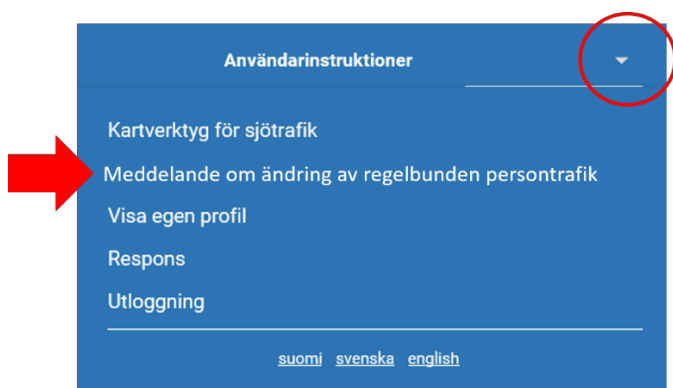 Användarinstruktioner
Kartverktyg för sjötrafik
Meddelande om ändring av regelbunden persontrafik
Visa egen profil
Respons
Utloggning
suomi svenska english